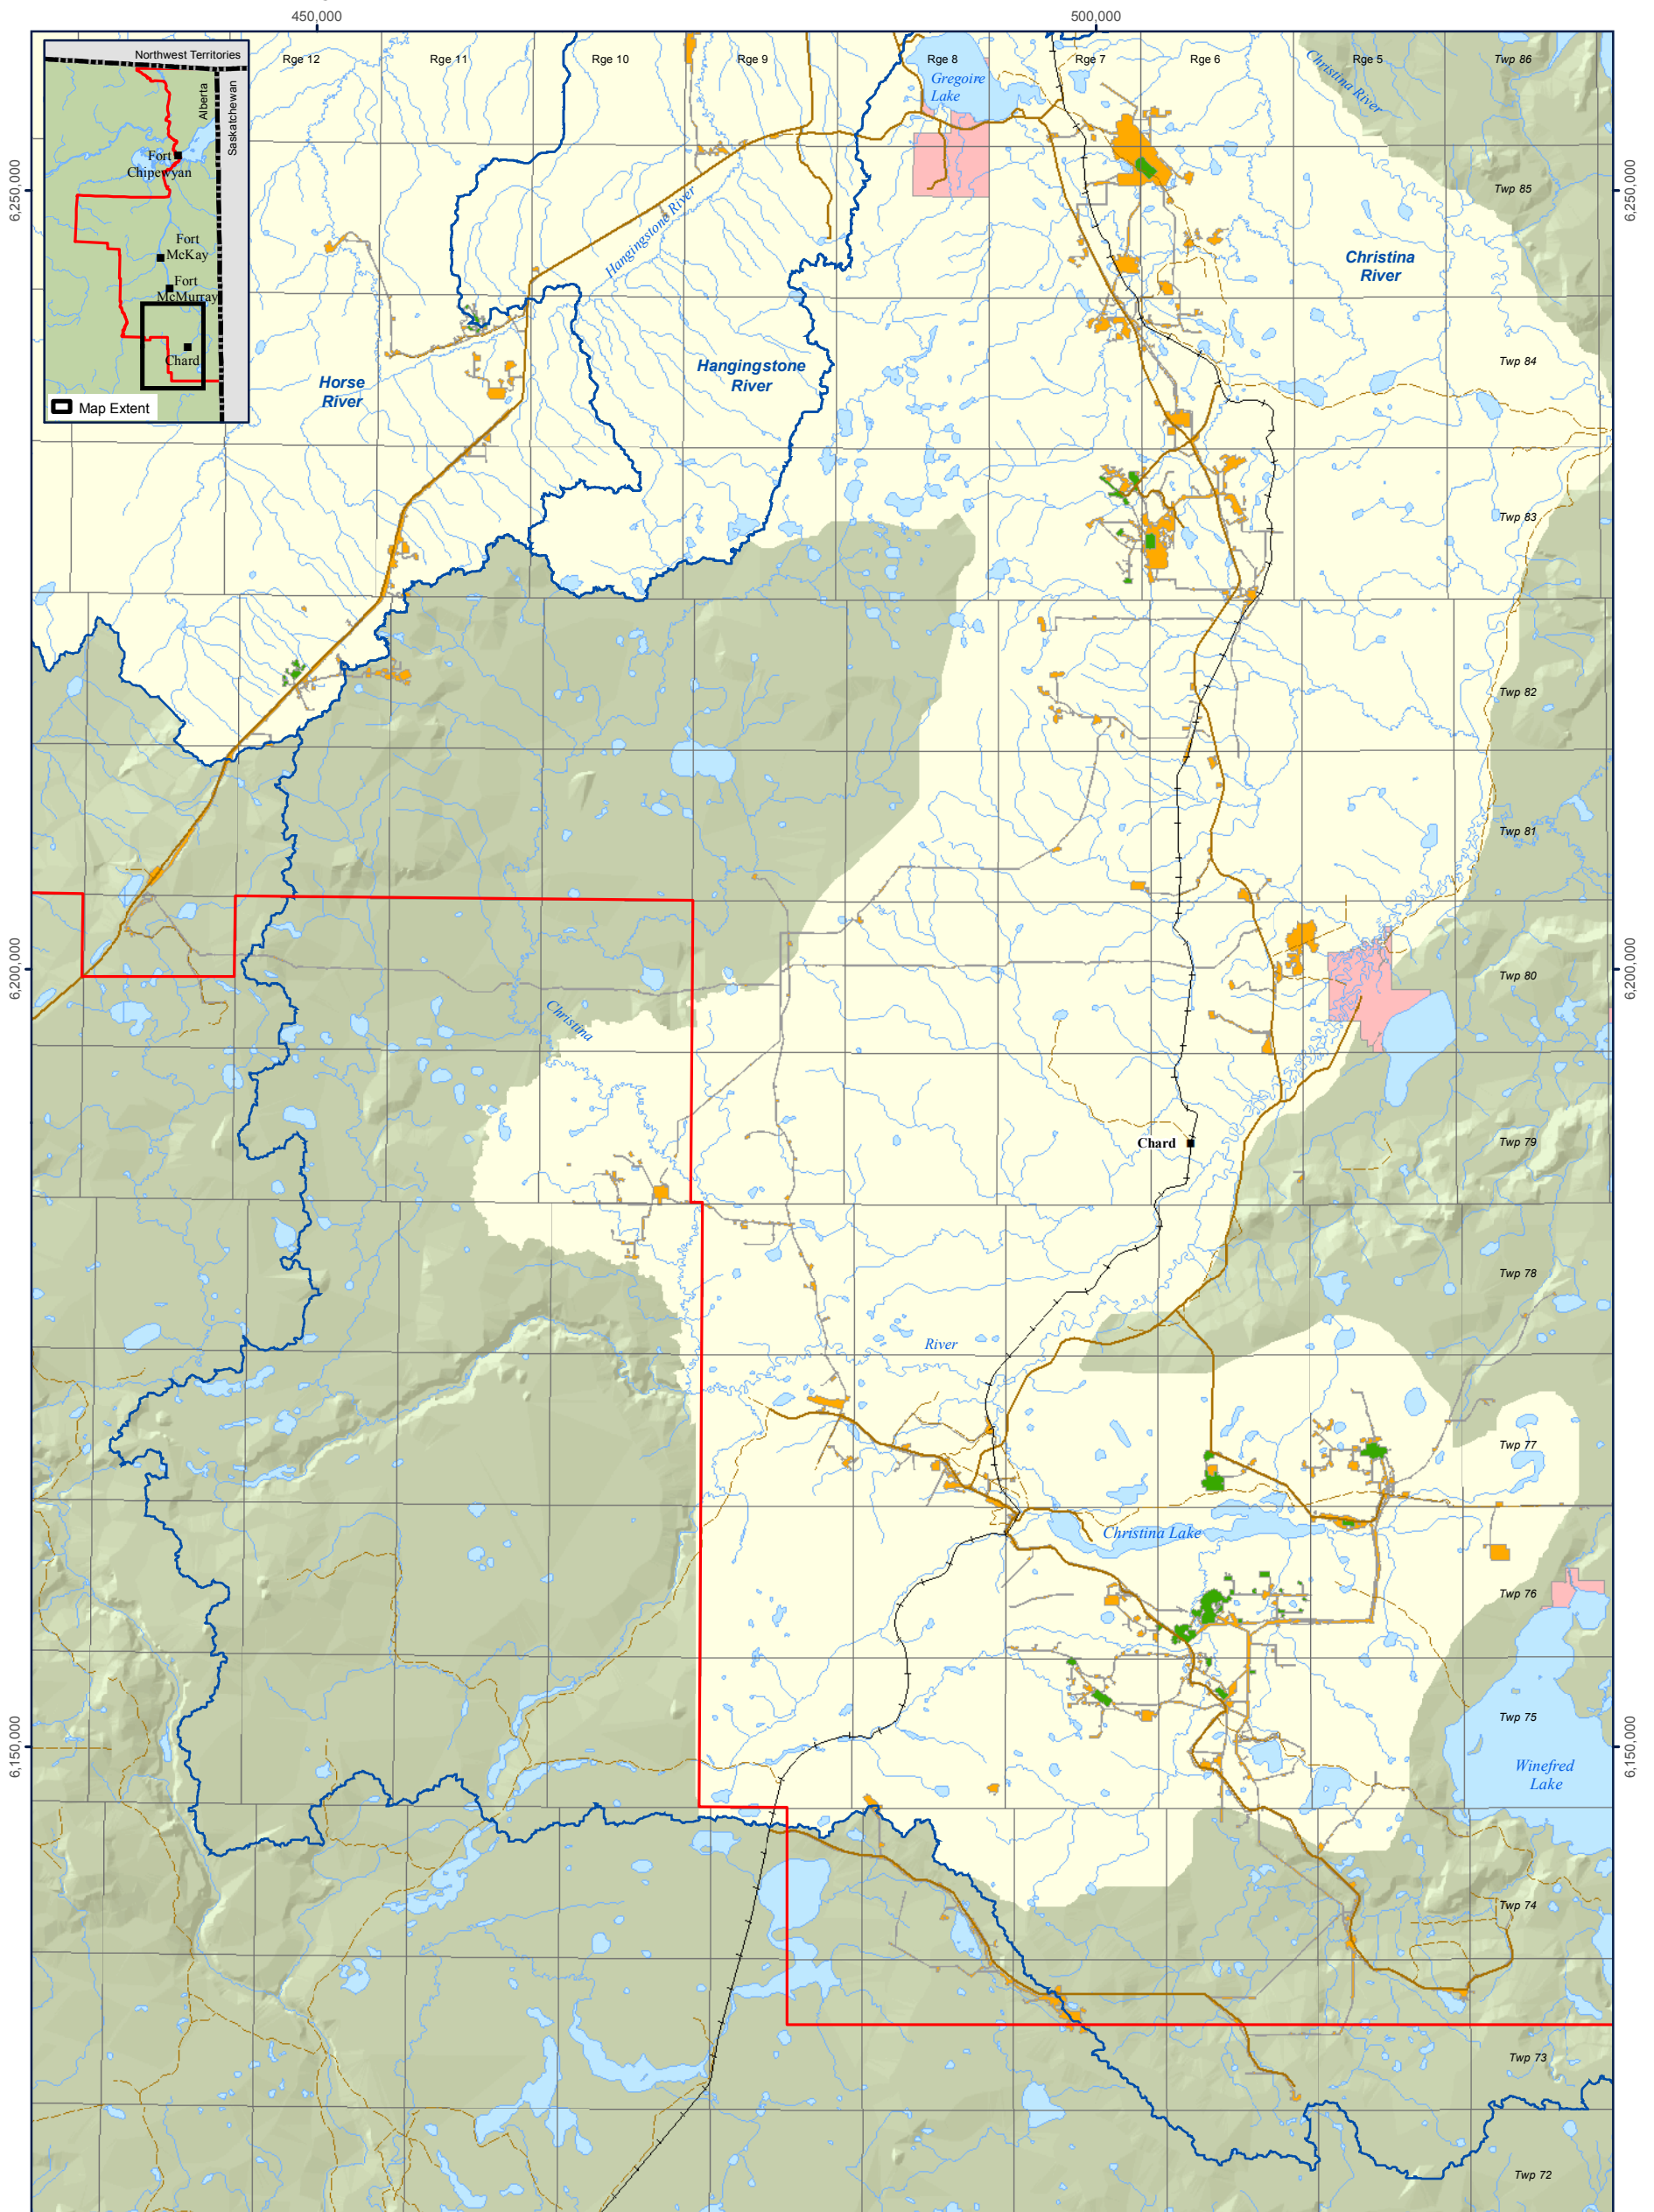 450,000
500,000
Northwest Territories
Alberta
Saskatchewan
Fort
Chipewyan
Fort
McKay
Fort
McMurray
Chard
Map Extent
Rge 12
Rge 11
Rge 10
Rge 9
Rge 8
Rge 7
Rge 6
Rge 5
Twp 86
Gregoire
Lake
Christina River
6,250,000
6,250,000
Twp 85
Hangingstone River
Christina
River
Horse
River
Hangingstone
River
Twp 84
Twp 83
Twp 82
Twp 81
6,200,000
6,200,000
Twp 80
Christina
Chard
Twp 79
Twp 78
River
Twp 77
Christina Lake
Twp 76
Twp 75
6,150,000
6,150,000
Winefred
Lake
Twp 74
Twp 73
Twp 72